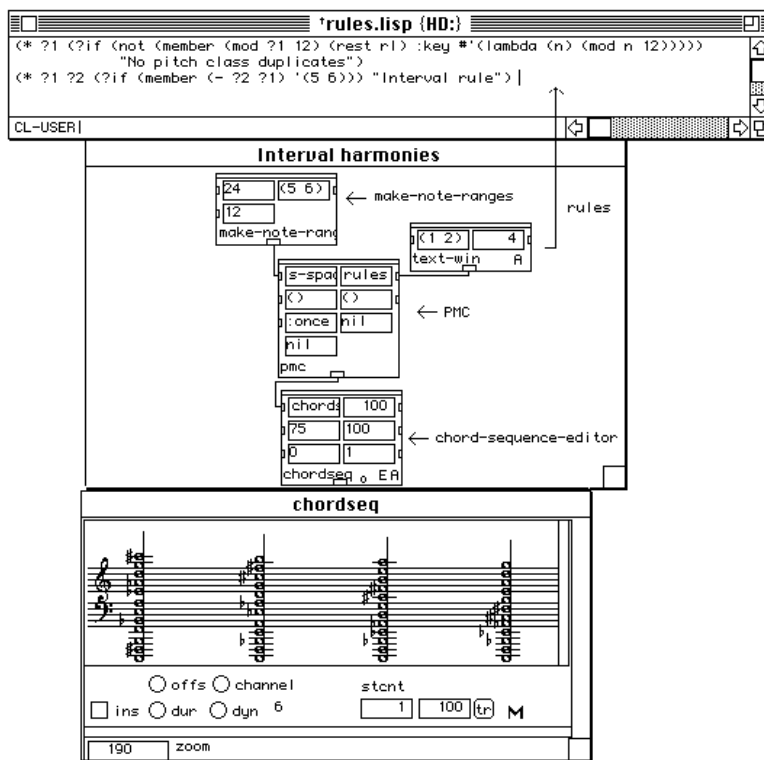 ↑rules.lisp {HD:}
(* ?1 (?if (not (member (mod ?1 12) (rest rl) :key #'(lambda (n) (mod n 12)))))
"No pitch class duplicates")
(* ?1 ?2 (?if (member (- ?2 ?1) '(5 6))) "Interval rule")
CL-USER
Interval harmonies
24 (5 6)
12
make-note-rang
make-note-ranges
rules
(1 2) 4
text-win A
s-spac rules
() ()
:once nil
nil
pmc
PMC
chords 100
75 100
0 1
chordseq o E A
chord-sequence-editor
chordseq
offs channel stcnt
ins dur dyn 6 1 100 tr M
190 zoom